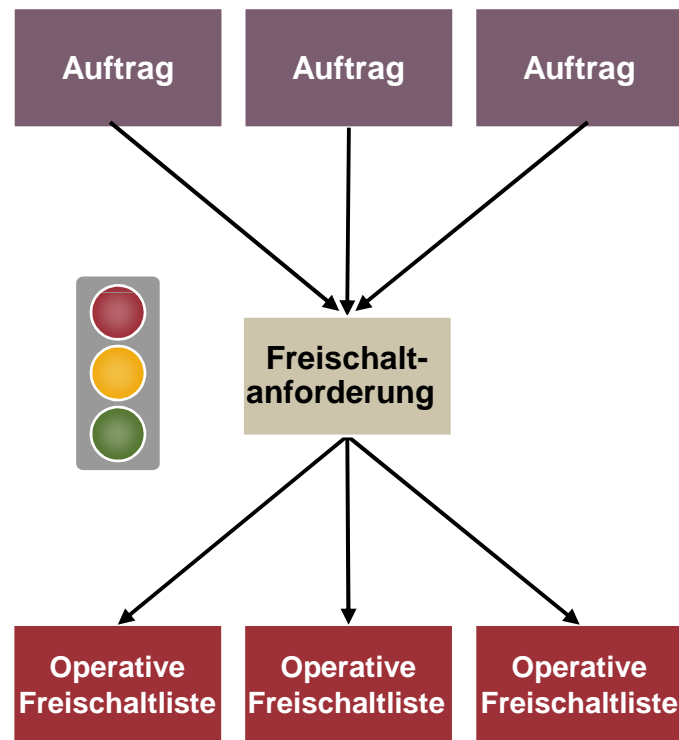 Auftrag
Auftrag
Auftrag
Freischalt-
anforderung
Operative
Freischaltliste
Operative
Freischaltliste
Operative
Freischaltliste